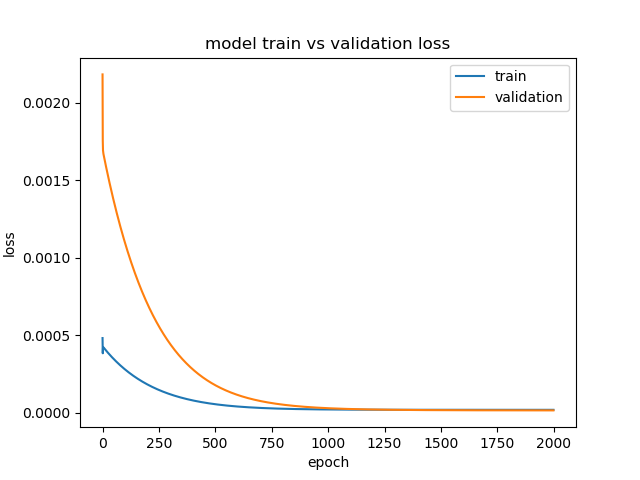 model train vs validation loss
train
validation
0.0020
0.0015
0.0010
0.0005
0.0000
loss
0 250 500 750 1000 1250 1500 1750 2000
epoch